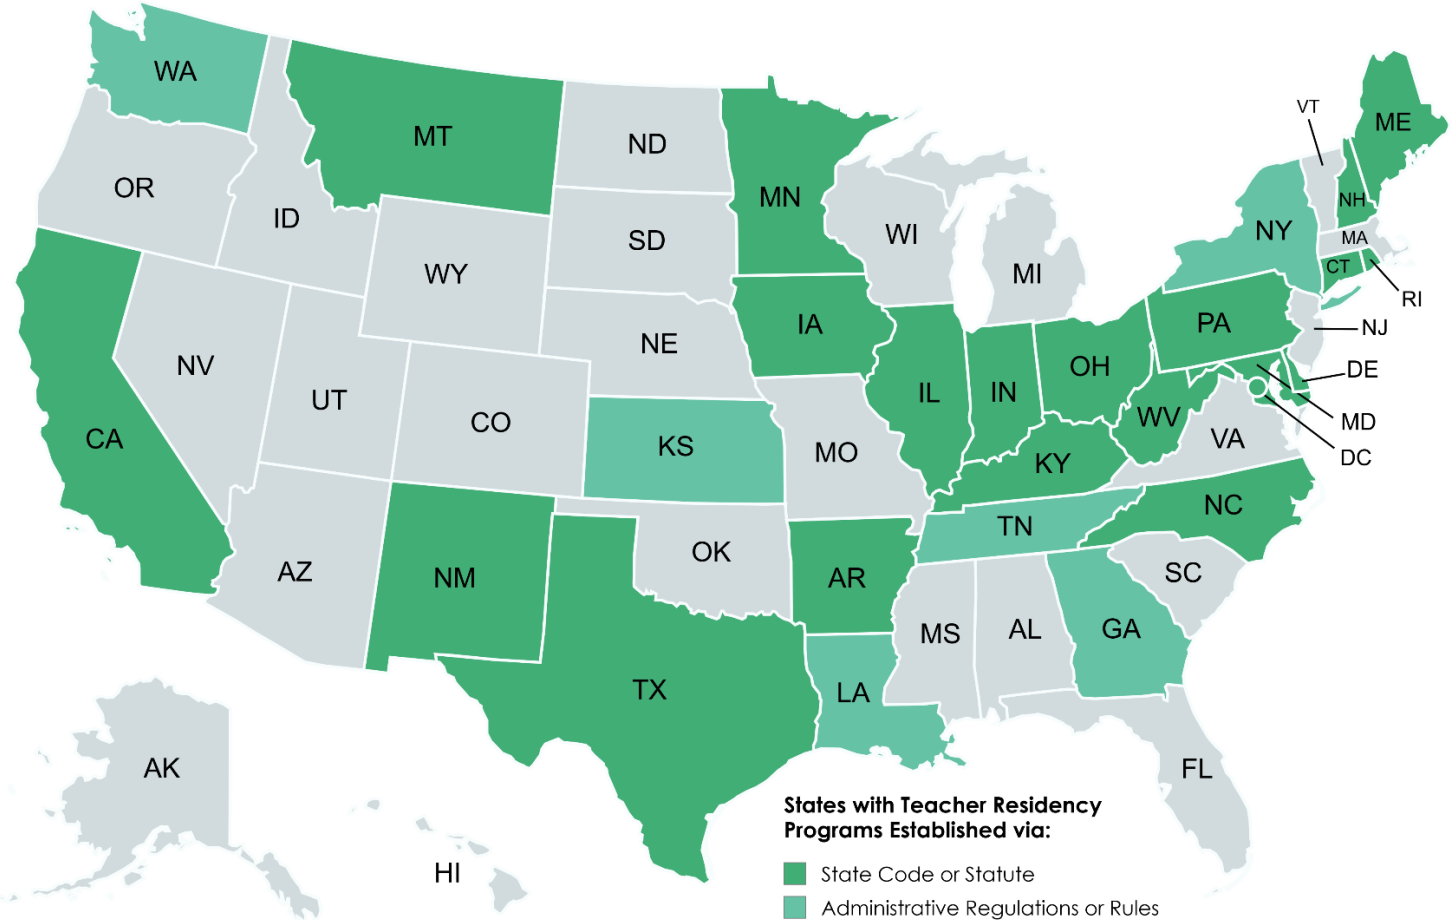 WA
MT
ND
MN
VT
ME
OR
ID
SD
WI
MI
NY
NH
MA
CT
RI
WY
IA
PA
NJ
NV
NE
UT
CO
IL
IN
OH
DE
WV
MD
CA
KS
MO
KY
VA
DC
AZ
NM
OK
AR
TN
NC
SC
MS
AL
GA
TX
LA
AK
FL
HI
States with Teacher Residency
Programs Established via:
State Code or Statute
Administrative Regulations or Rules